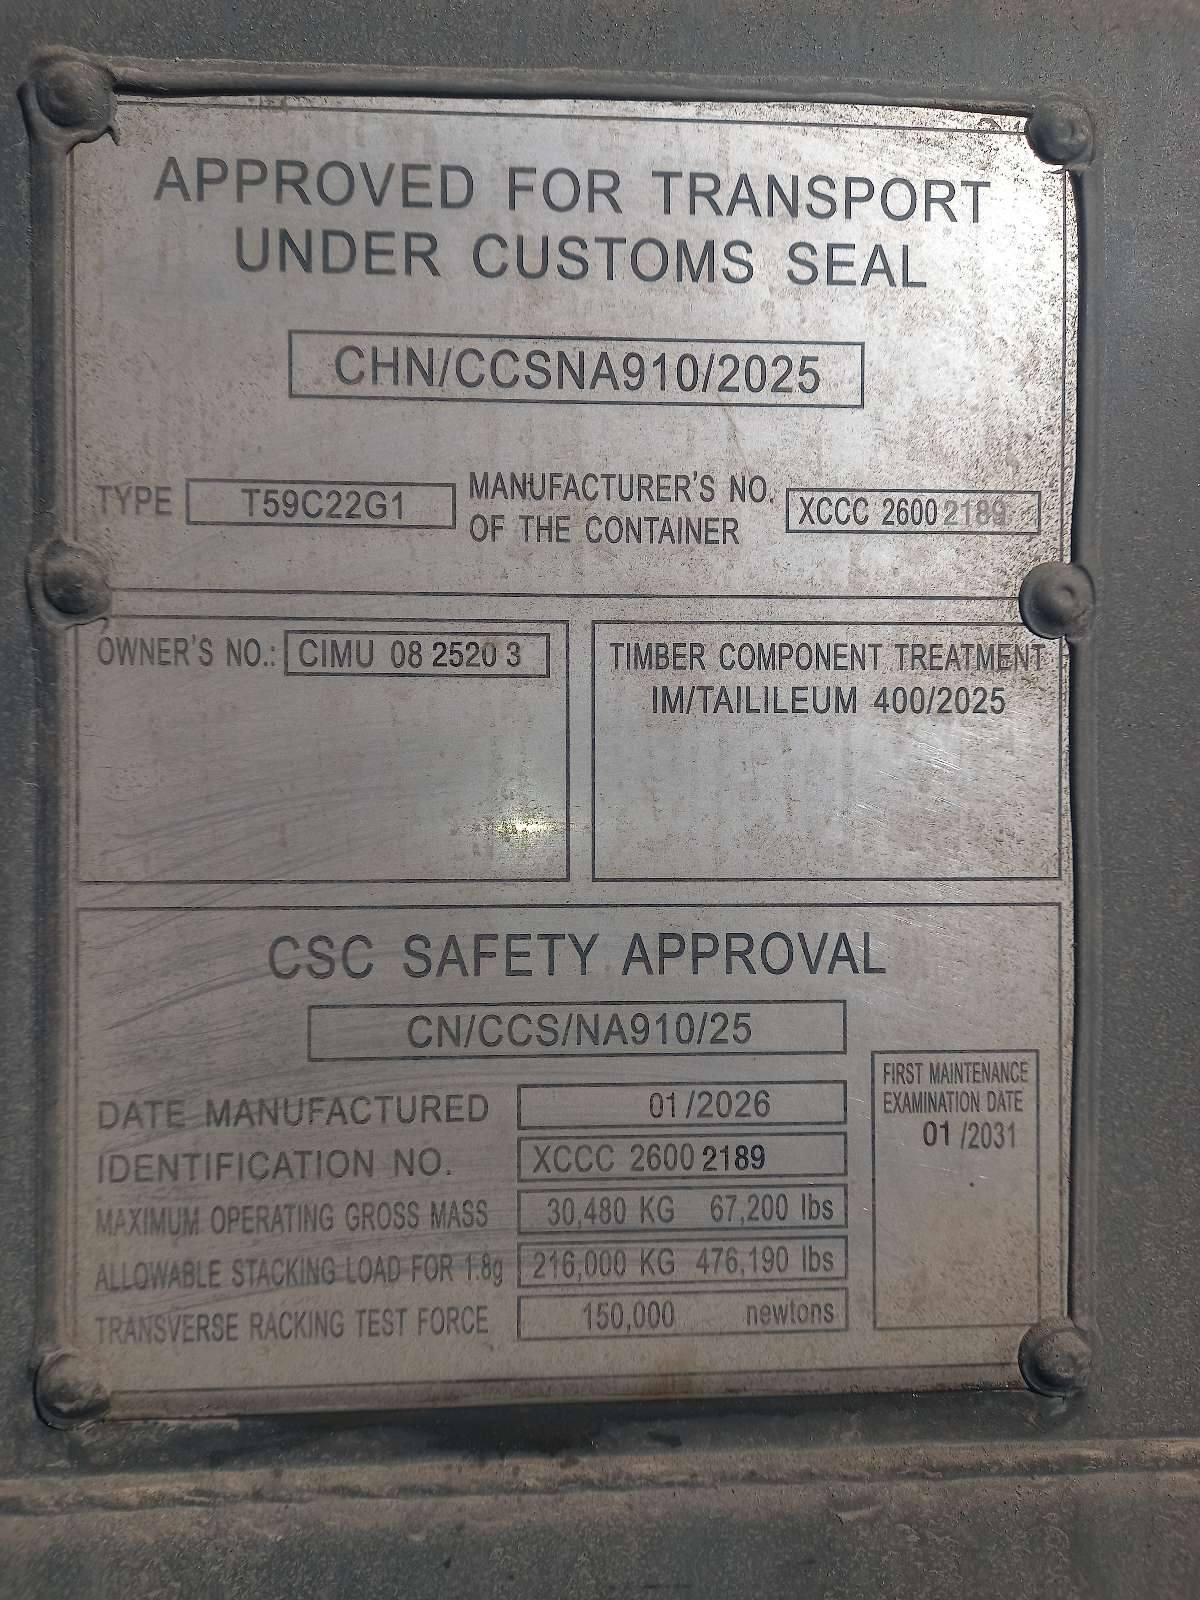 APPROVED FOR TRANSPORT
UNDER CUSTOMS SEAL
CHN/CCSNA910/2025
TYPE T59C22G1
MANUFACTURER'S NO.
OF THE CONTAINER
XCCC 2600 2189
OWNER'S NO.: CIMU 08 2520 3
TIMBER COMPONENT TREATMENT
IM/TAILILEUM 400/2025
CSC SAFETY APPROVAL
CN/CCS/NA910/25
DATE MANUFACTURED 01/2026
IDENTIFICATION NO. XCCC 2600 2189
MAXIMUM OPERATING GROSS MASS 30,480 KG 67,200 lbs
ALLOWABLE STACKING LOAD FOR 1.8g 216,000 KG 476,190 lbs
TRANSVERSE RACKING TEST FORCE 150,000 newtons
FIRST MAINTENANCE
EXAMINATION DATE
01 /2031